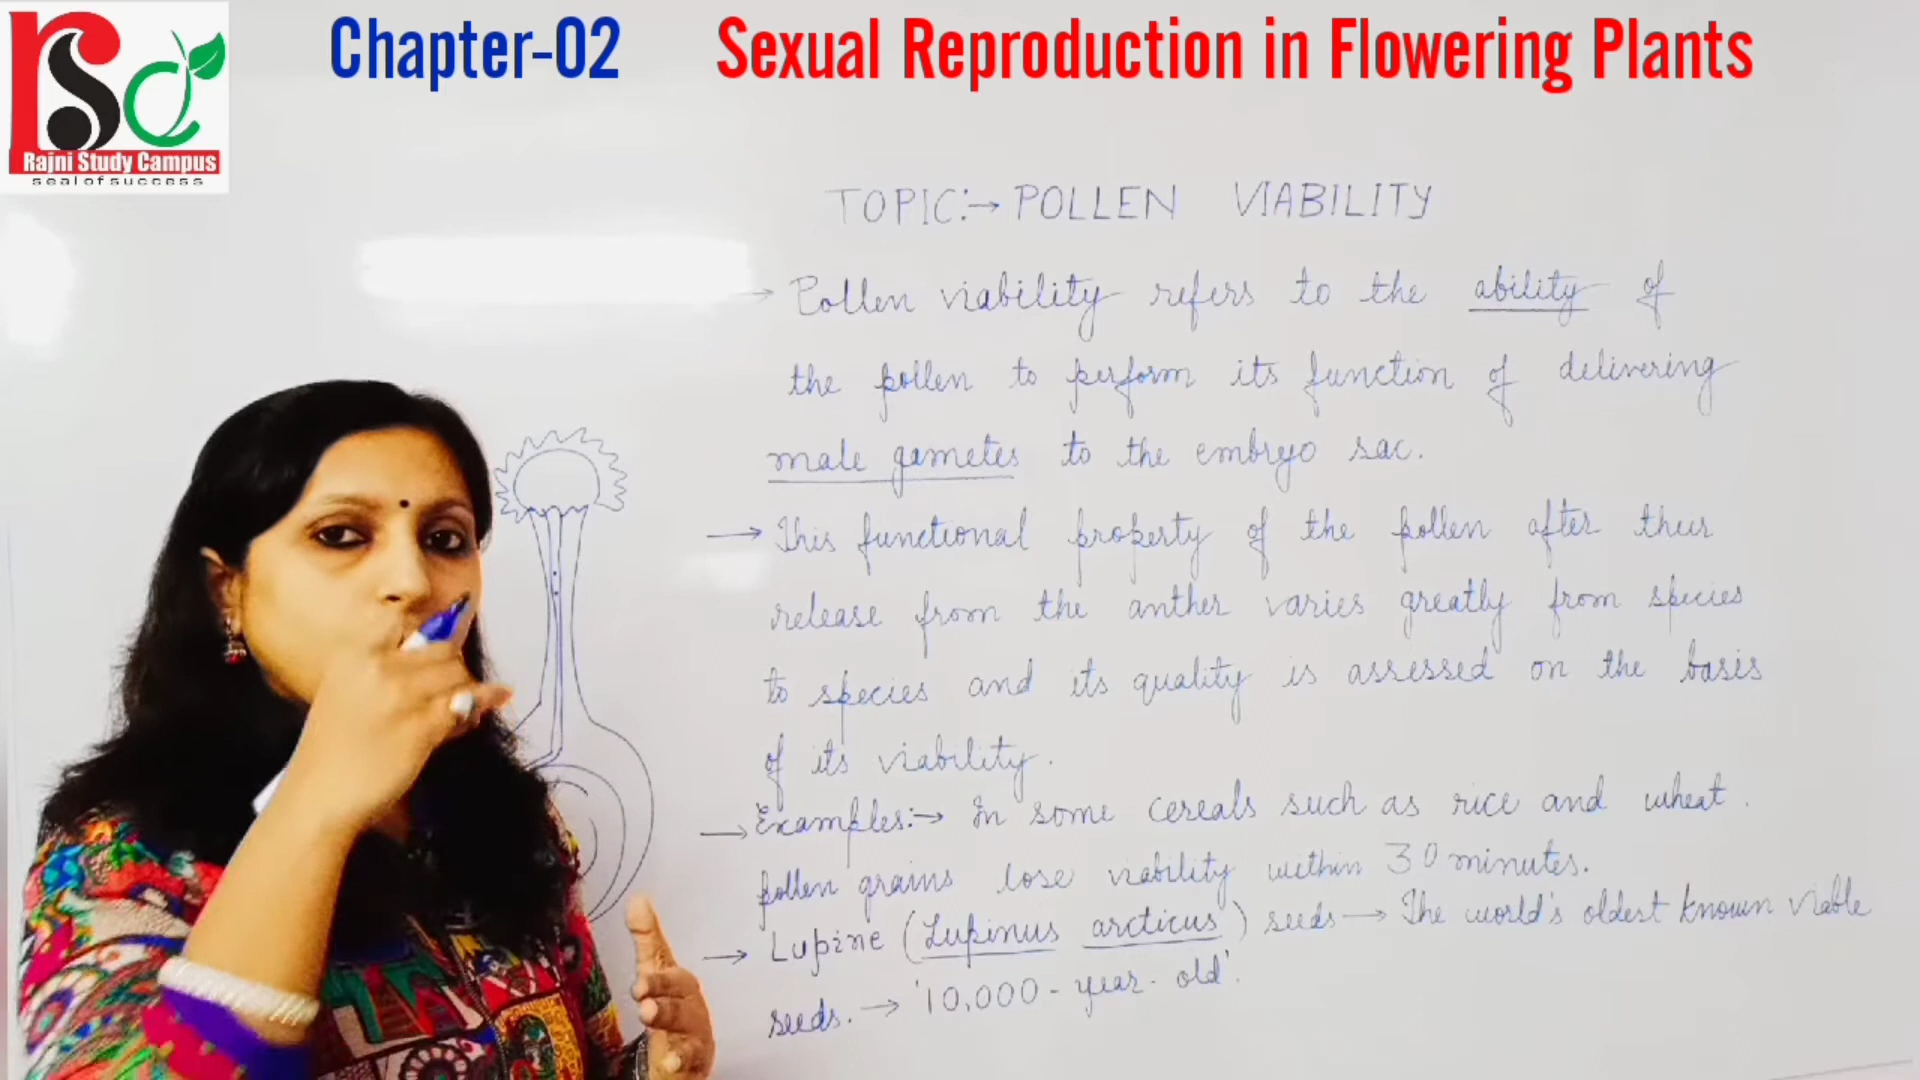 Chapter-02 Sexual Reproduction in Flowering Plants
rsc
Rajni Study Campus
seal of success
TOPIC:→ POLLEN VIABILITY
→ Pollen viability refers to the ability of
the pollen to perform its function of delivering
male gametes to the embryo sac.
→ This functional property of the pollen after their
release from the anther varies greatly from species
to species and its quality is assessed on the basis
of its viability.
→ Examples:→ In some cereals such as rice and wheat.
pollen grains lose viability within 30 minutes.
→ Lupine (Lupinus arcticus) seeds → The world's oldest known viable
seeds. → '10,000-year-old'.